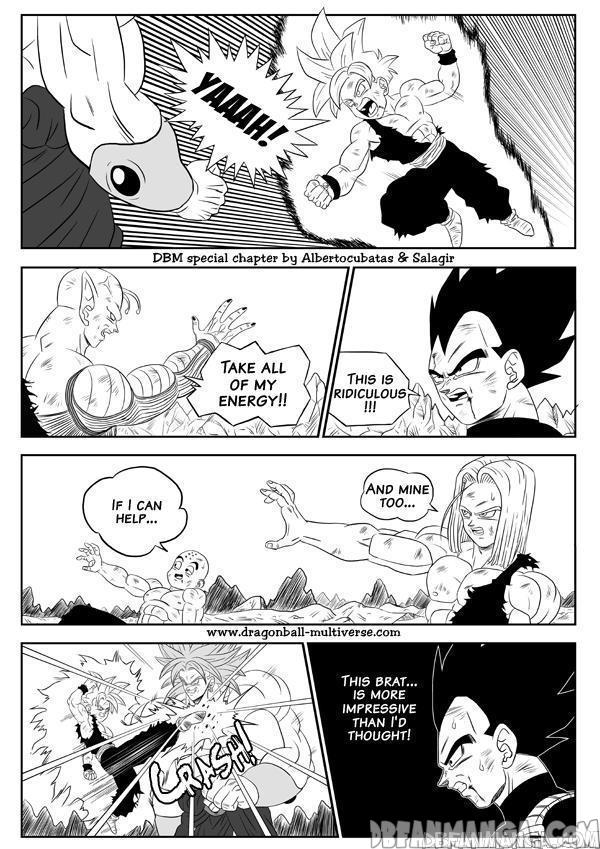 YAAAH!
DBM special chapter by Albertocubatas & Salagir
TAKE ALL
OF MY
ENERGY!!
THIS IS
RIDICULOUS
!!!
IF I CAN
HELP...
AND MINE
TOO...
www.dragonball-multiverse.com
CRASH!
THIS BRAT...
IS MORE
IMPRESSIVE
THAN I'D
THOUGHT!
DBFANMANGA.COM